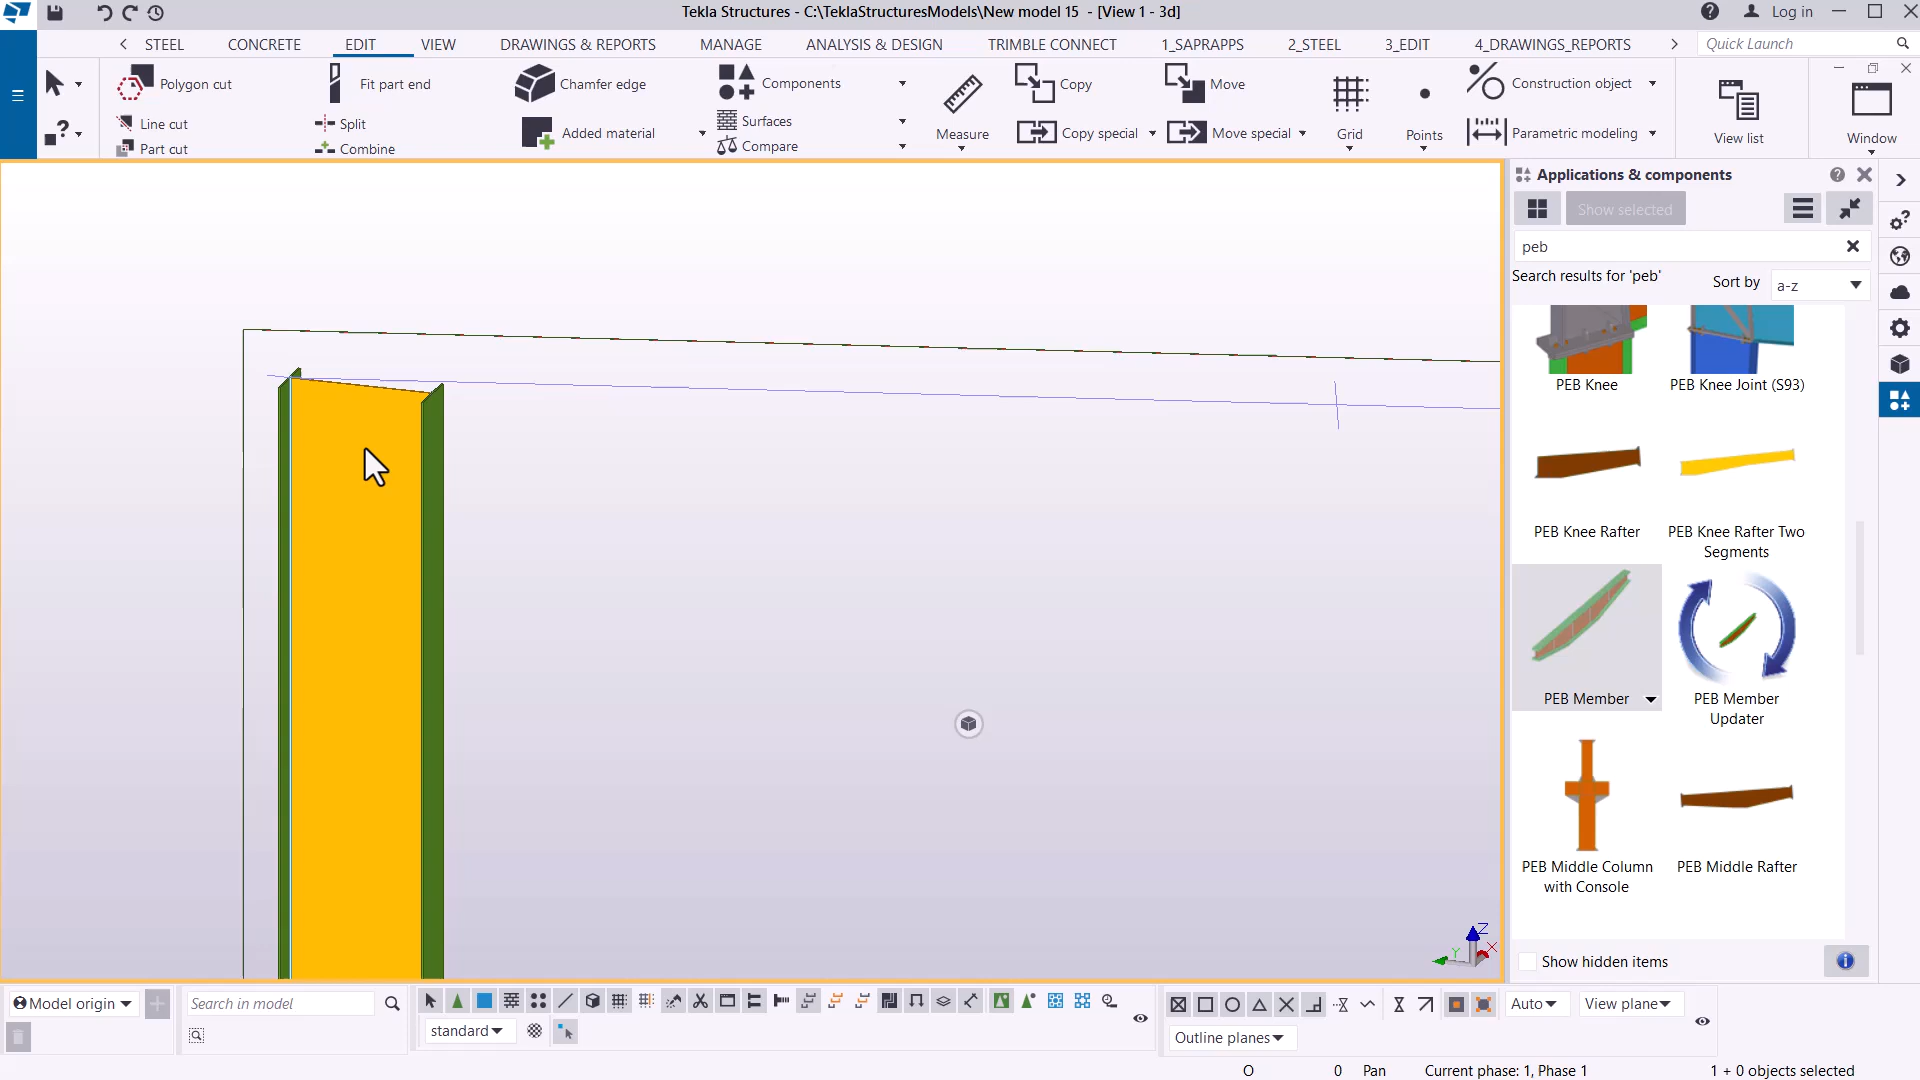 Tekla Structures - C:\TeklaStructuresModels\New model 15 - [View 1 - 3d]
Log in
STEEL CONCRETE EDIT VIEW DRAWINGS & REPORTS MANAGE ANALYSIS & DESIGN TRIMBLE CONNECT 1_SAPRAPPS 2_STEEL 3_EDIT 4_DRAWINGS_REPORTS
Quick Launch
Polygon cut
Line cut
Part cut
Fit part end
Split
Combine
Chamfer edge
Added material
Components
Surfaces
Compare
Measure
Copy
Copy special
Move
Move special
Grid
Points
Construction object
Parametric modeling
View list
Window
Applications & components
Show selected
peb
Search results for 'peb'
Sort by
a-z
PEB Knee
PEB Knee Joint (S93)
PEB Knee Rafter
PEB Knee Rafter Two
Segments
PEB Member
PEB Member
Updater
PEB Middle Column
with Console
PEB Middle Rafter
Show hidden items
Z
Y
X
Model origin
Search in model
standard
Auto
View plane
Outline planes
O 0 Pan Current phase: 1, Phase 1 1 + 0 objects selected